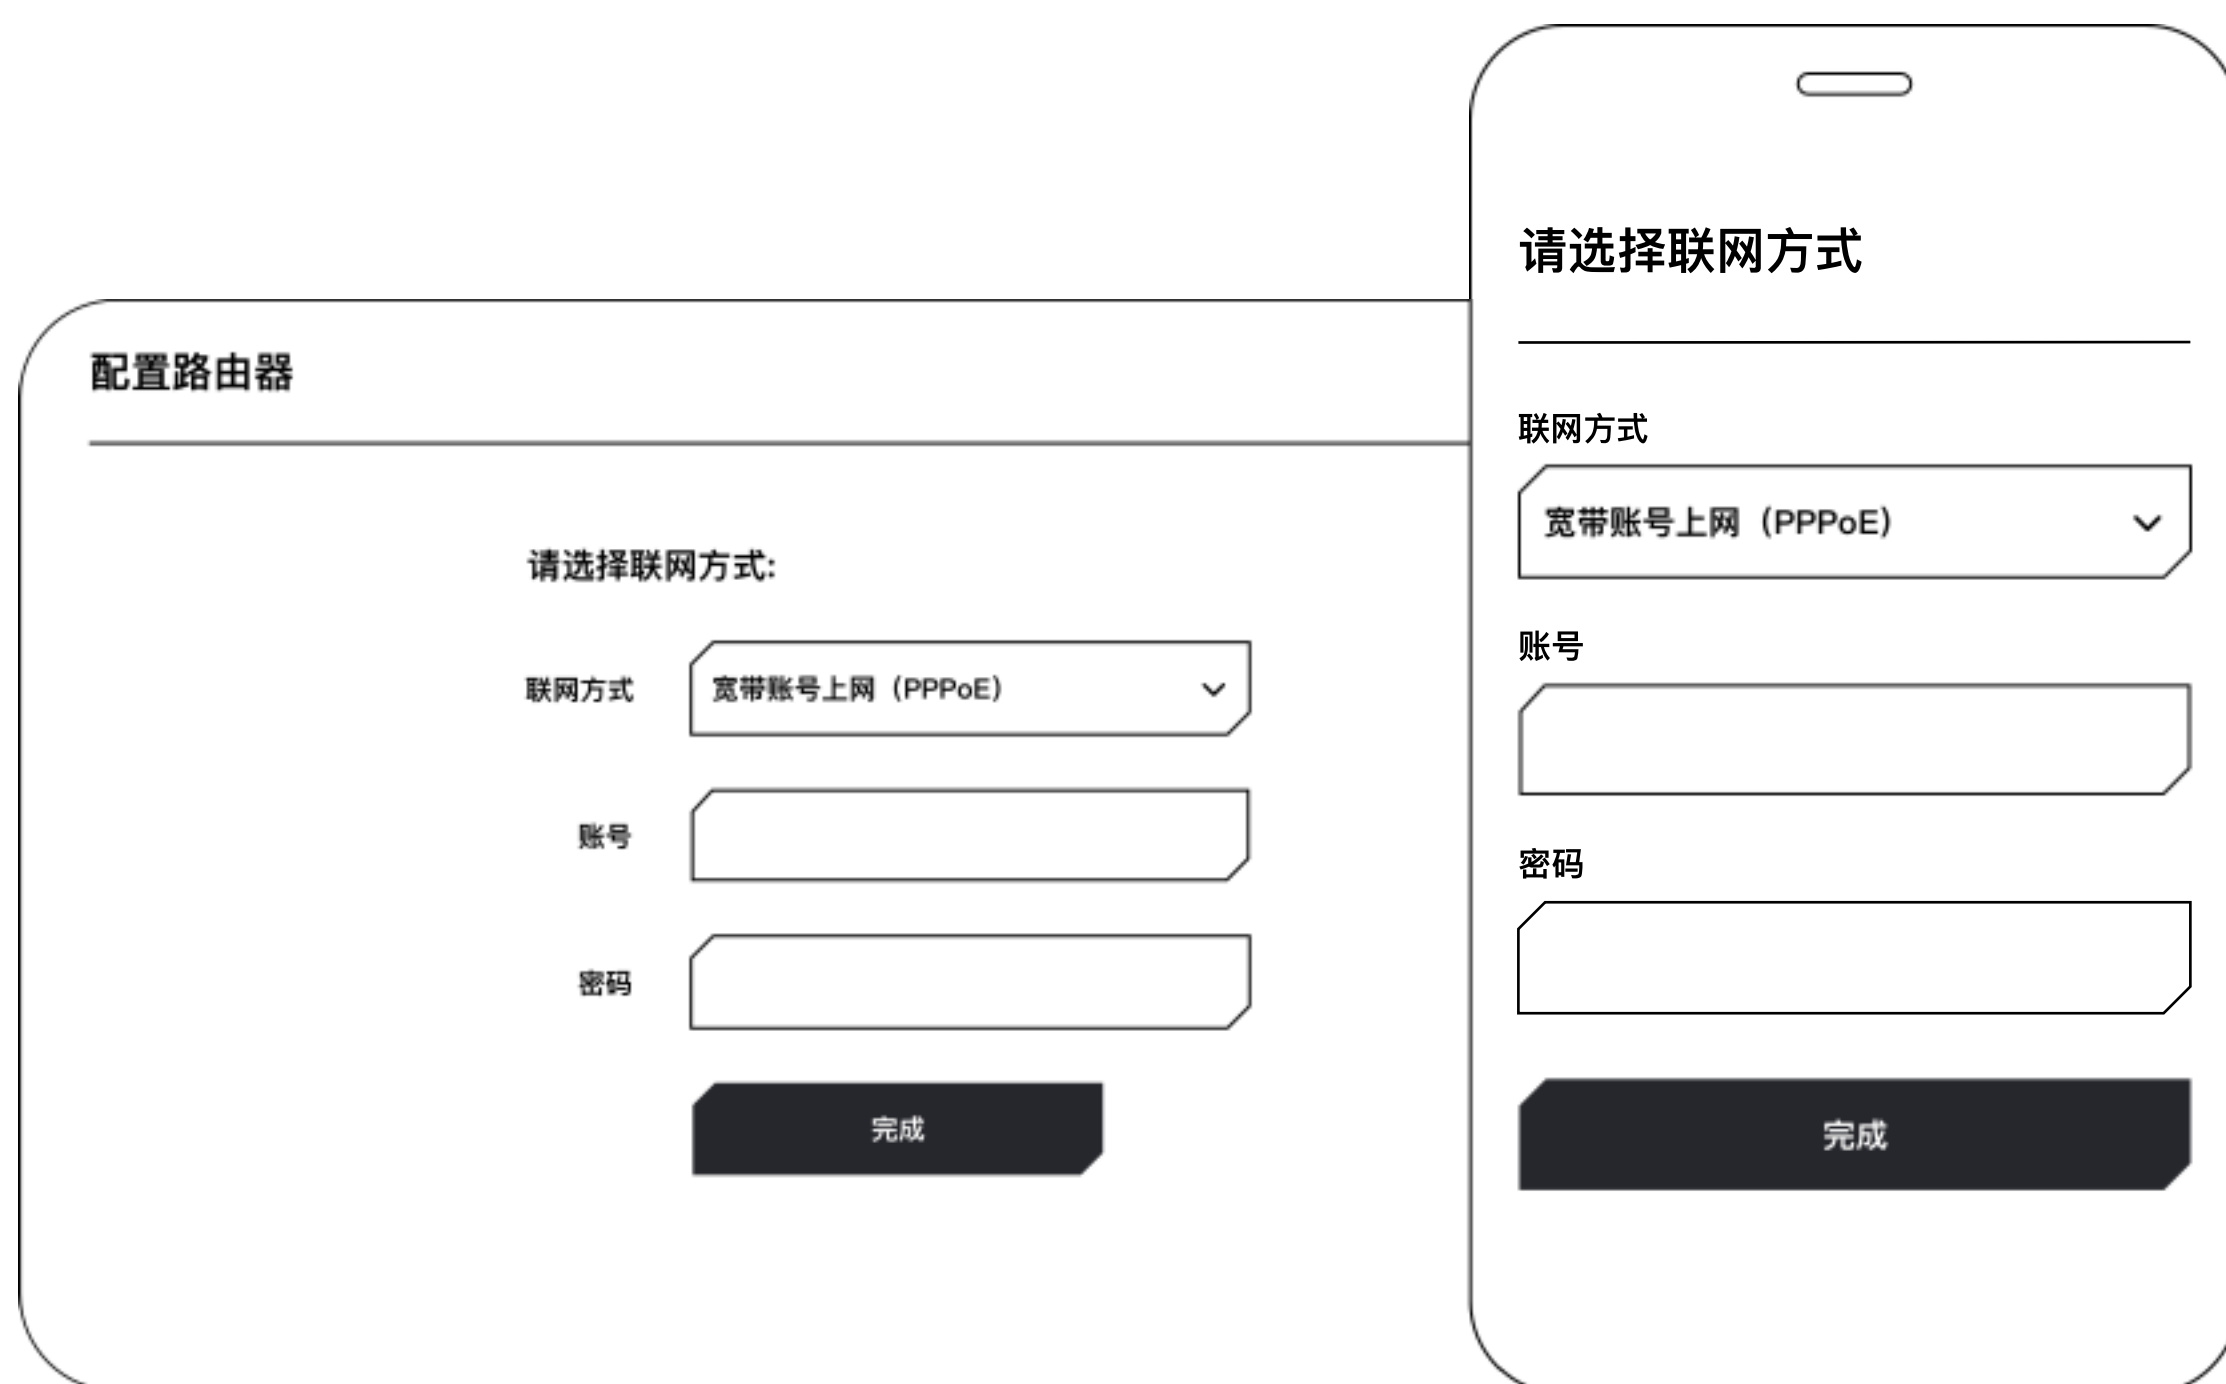 配置路由器
请选择联网方式:
联网方式
宽带账号上网（PPPoE）
账号
密码
完成
请选择联网方式
联网方式
宽带账号上网（PPPoE）
账号
密码
完成